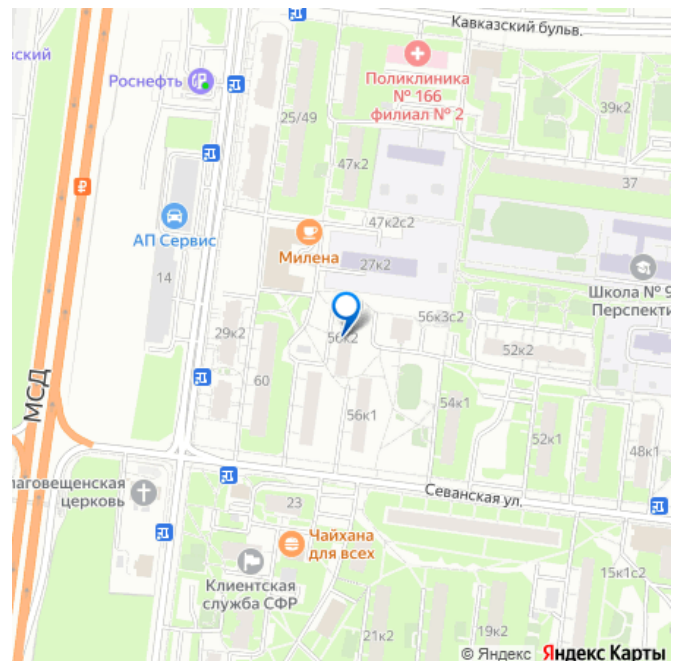 Кавказский бульв.
вский
Роснефть
Поликлиника
№ 166
филиал № 2
25/49
39к2
47к2
37
47к2с2
АП Сервис
Милена
27к2
14
Школа № 9
Перспекти
29к2
56к2
56к3с2
52к2
60
МСД
56к1
54к1
52к1
48к1
лаговещенская
церковь
Севанская ул.
23
Чайхана
для всех
Клиентская
служба СФР
15к1с2
21к2
19к2
© Яндекс Яндекс Карты